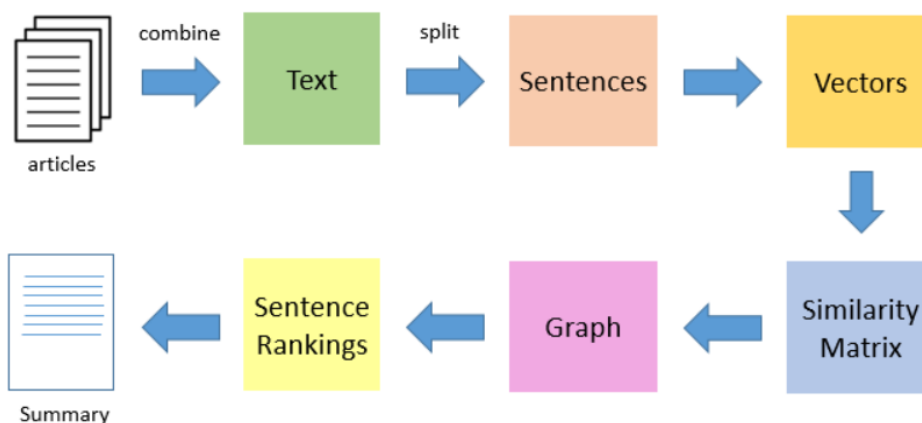 combine
split
Text
Sentences
Vectors
articles
Similarity
Matrix
Graph
Sentence
Rankings
Summary